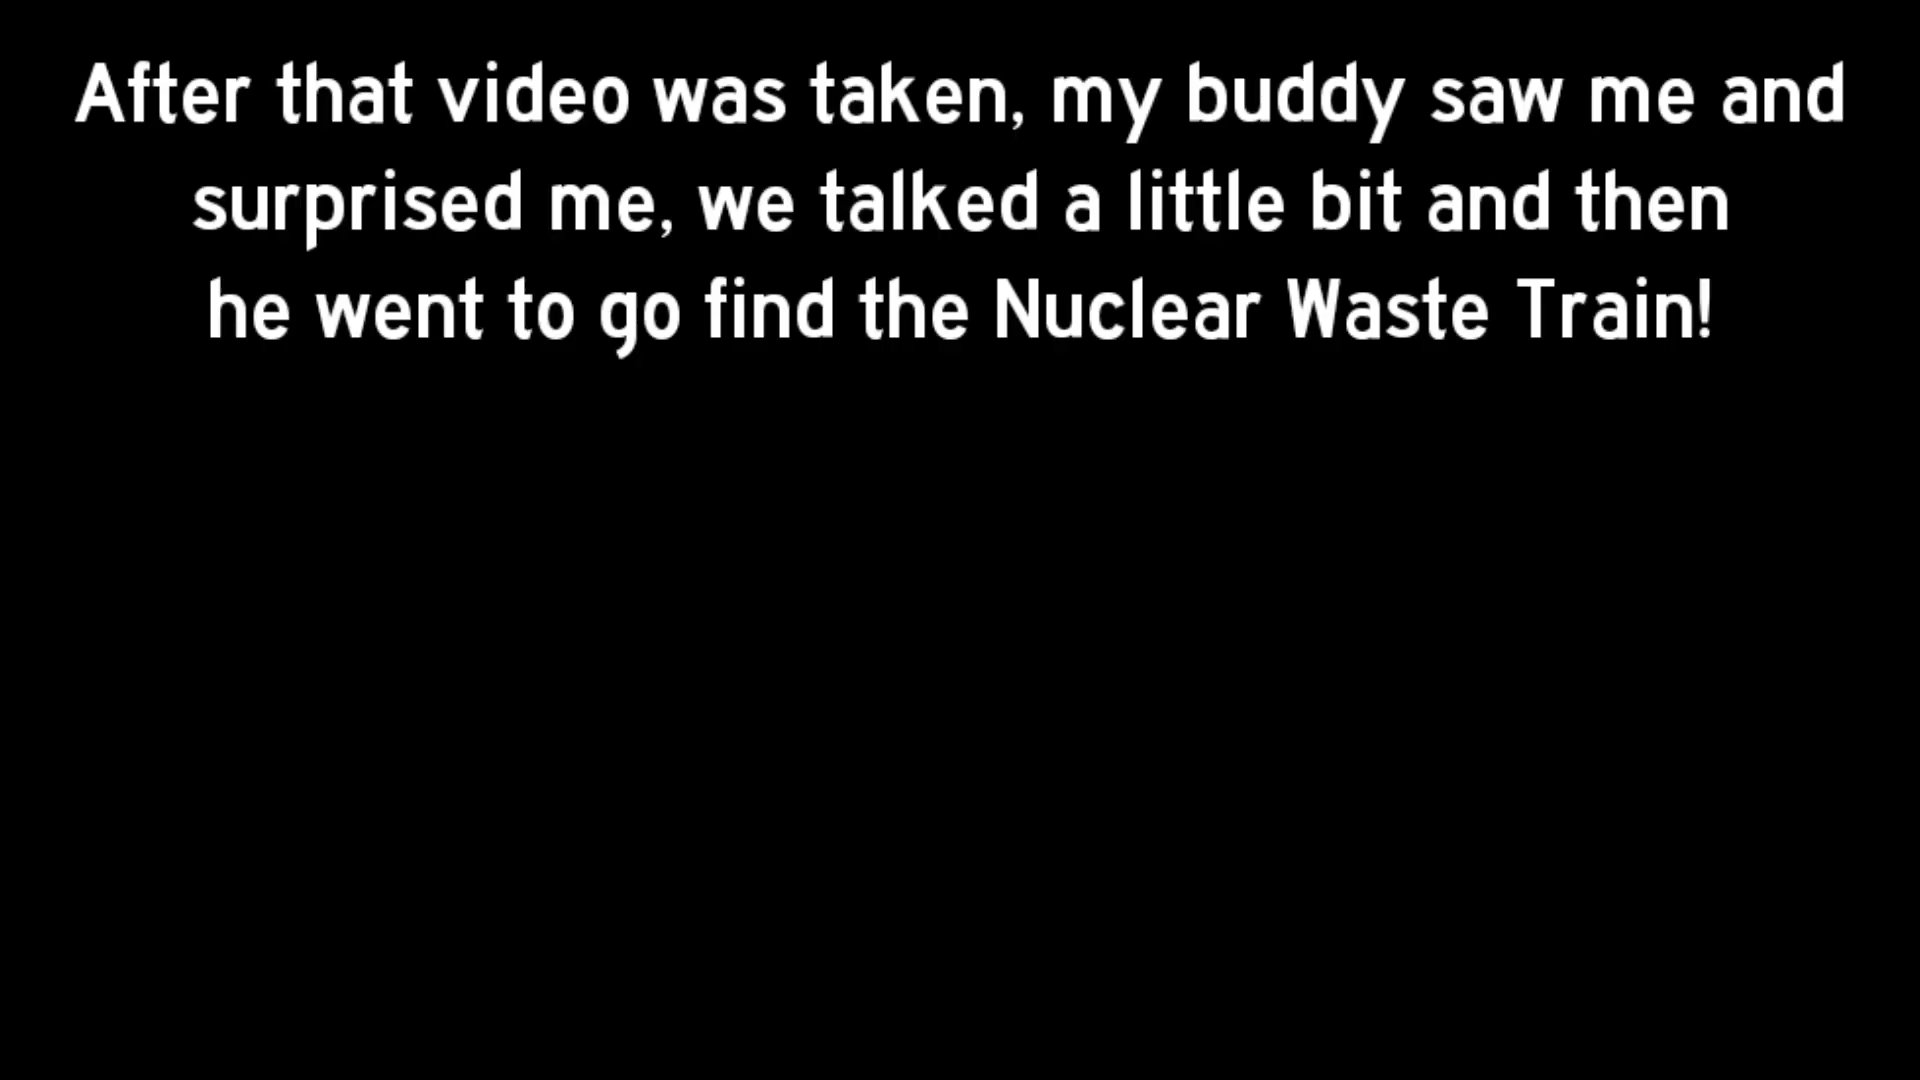 After that video was taken, my buddy saw me and
surprised me, we talked a little bit and then
he went to go find the Nuclear Waste Train!